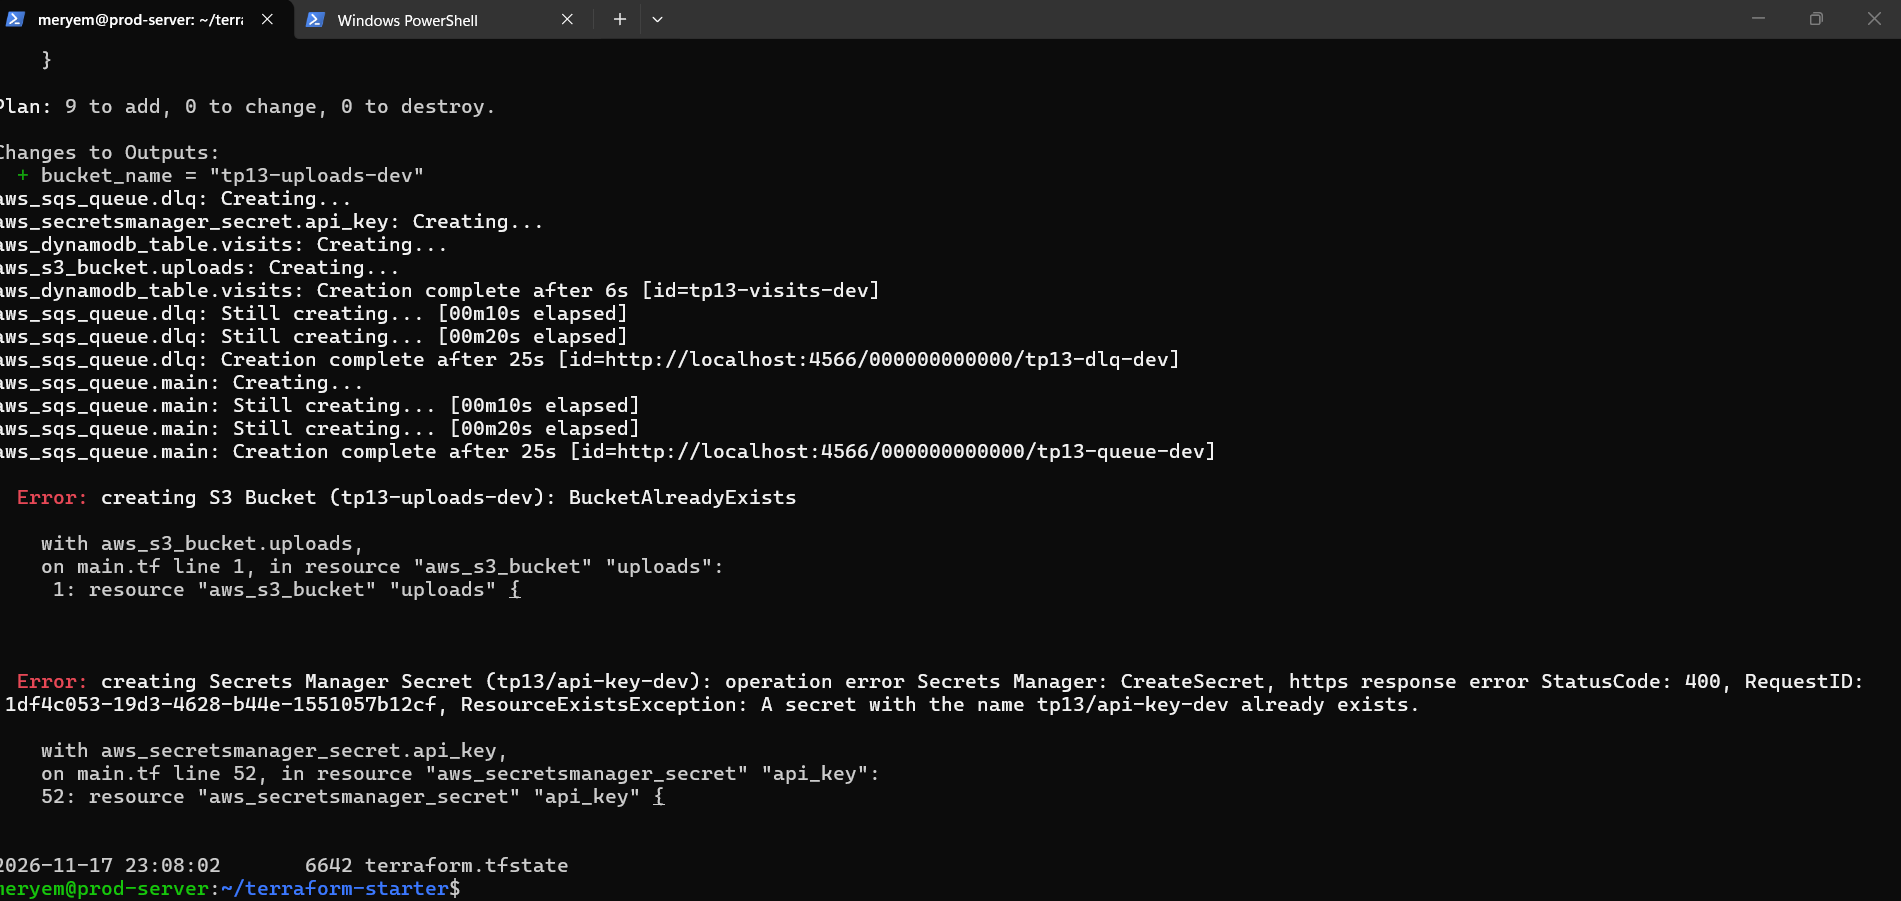 meryem@prod-server: ~/terra
Windows PowerShell
}
Plan: 9 to add, 0 to change, 0 to destroy.
Changes to Outputs:
+ bucket_name = "tp13-uploads-dev"
aws_sqs_queue.dlq: Creating...
aws_secretsmanager_secret.api_key: Creating...
aws_dynamodb_table.visits: Creating...
aws_s3_bucket.uploads: Creating...
aws_dynamodb_table.visits: Creation complete after 6s [id=tp13-visits-dev]
aws_sqs_queue.dlq: Still creating... [00m10s elapsed]
aws_sqs_queue.dlq: Still creating... [00m20s elapsed]
aws_sqs_queue.dlq: Creation complete after 25s [id=http://localhost:4566/000000000000/tp13-dlq-dev]
aws_sqs_queue.main: Creating...
aws_sqs_queue.main: Still creating... [00m10s elapsed]
aws_sqs_queue.main: Still creating... [00m20s elapsed]
aws_sqs_queue.main: Creation complete after 25s [id=http://localhost:4566/000000000000/tp13-queue-dev]
Error: creating S3 Bucket (tp13-uploads-dev): BucketAlreadyExists
with aws_s3_bucket.uploads,
on main.tf line 1, in resource "aws_s3_bucket" "uploads":
1: resource "aws_s3_bucket" "uploads" {
Error: creating Secrets Manager Secret (tp13/api-key-dev): operation error Secrets Manager: CreateSecret, https response error StatusCode: 400, RequestID:
1df4c053-19d3-4628-b44e-1551057b12cf, ResourceExistsException: A secret with the name tp13/api-key-dev already exists.
with aws_secretsmanager_secret.api_key,
on main.tf line 52, in resource "aws_secretsmanager_secret" "api_key":
52: resource "aws_secretsmanager_secret" "api_key" {
2026-11-17 23:08:02 6642 terraform.tfstate
meryem@prod-server:~/terraform-starter$